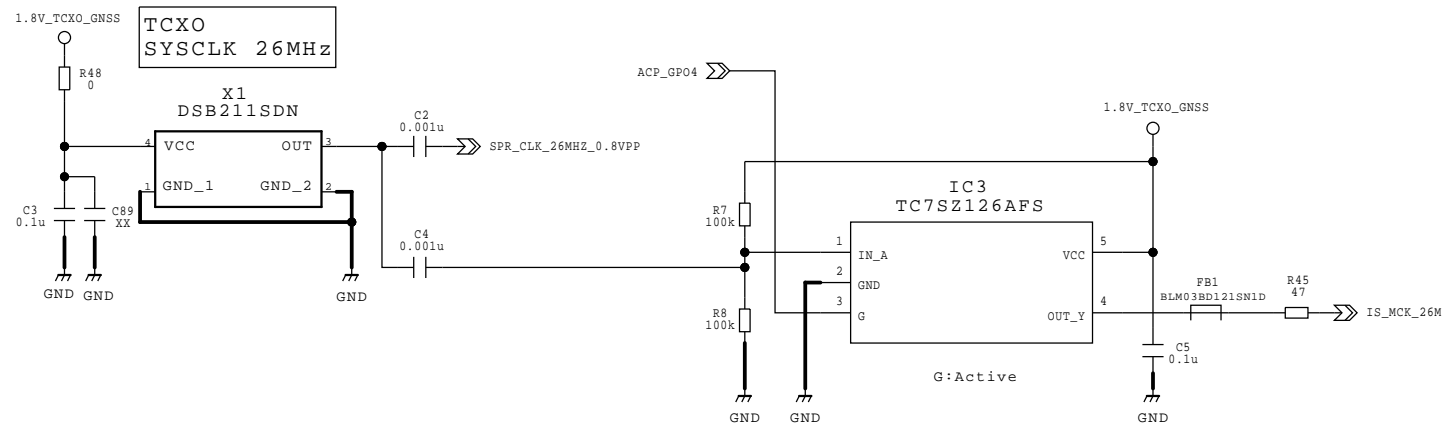 1.8V_TCXO_GNSS
TCXO
SYSCLK 26MHz
R48
0
X1
DSB211SDN
4
VCC
OUT
3
1
GND_1
GND_2
2
C3
0.1u
C89
XX
GND
GND
GND
C2
0.001u
SPR_CLK_26MHZ_0.8VPP
C4
0.001u
ACP_GPO4
1.8V_TCXO_GNSS
R7
100k
R8
100k
IC3
TC7SZ126AFS
1
IN_A
2
GND
3
G
5
VCC
4
OUT_Y
G:Active
FB1
BLM03BD121SN1D
R45
47
IS_MCK_26M
C5
0.1u
GND
GND
GND